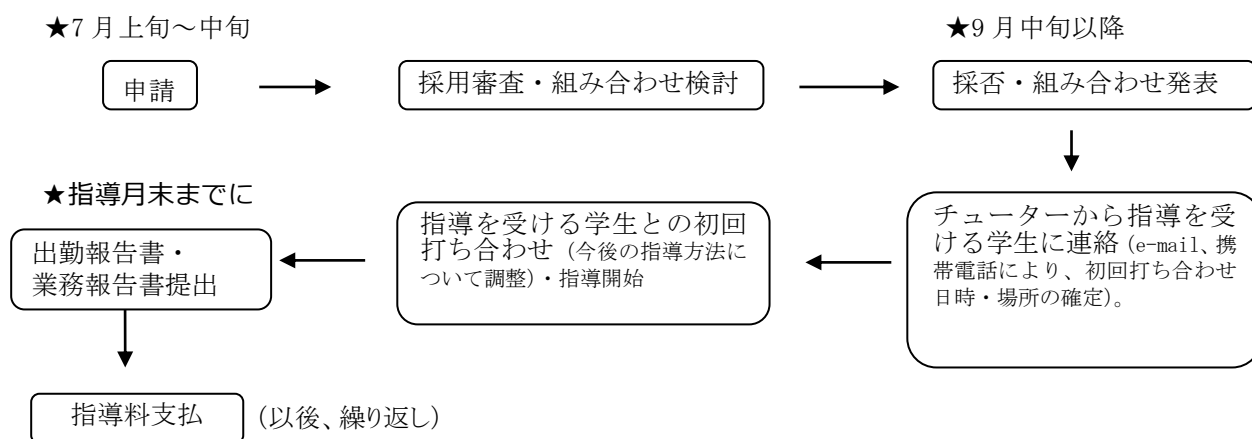 ★7 月上旬～中旬
★9 月中旬以降
申請
採用審査・組み合わせ検討
採否・組み合わせ発表
チューターから指導を受
ける学生に連絡(e-mail、携
帯電話により、初回打ち合わせ
日時・場所の確定)。
指導を受ける学生との初回
打ち合わせ（今後の指導方法に
ついて調整）・指導開始
★指導月末までに
出勤報告書・
業務報告書提出
指導料支払
（以後、繰り返し）